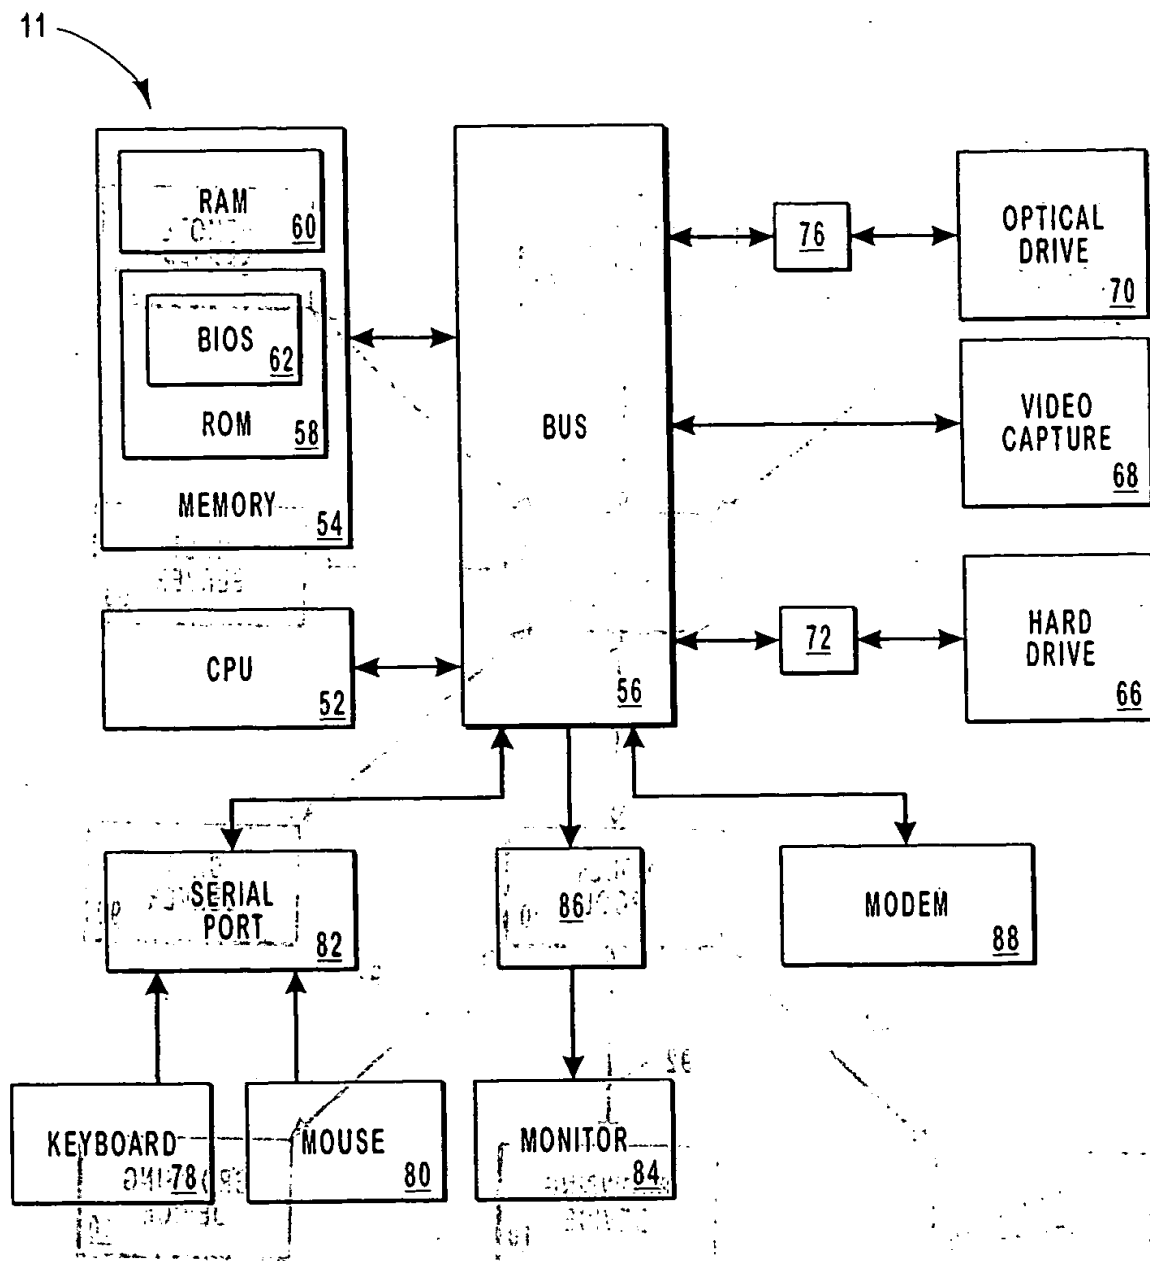 11
RAM
60
BIOS
62
ROM
58
MEMORY
54
CPU
52
BUS
56
76
OPTICAL
DRIVE
70
VIDEO
CAPTURE
68
72
HARD
DRIVE
66
SERIAL
PORT
82
86
MODEM
88
KEYBOARD
78
MOUSE
80
MONITOR
84
92